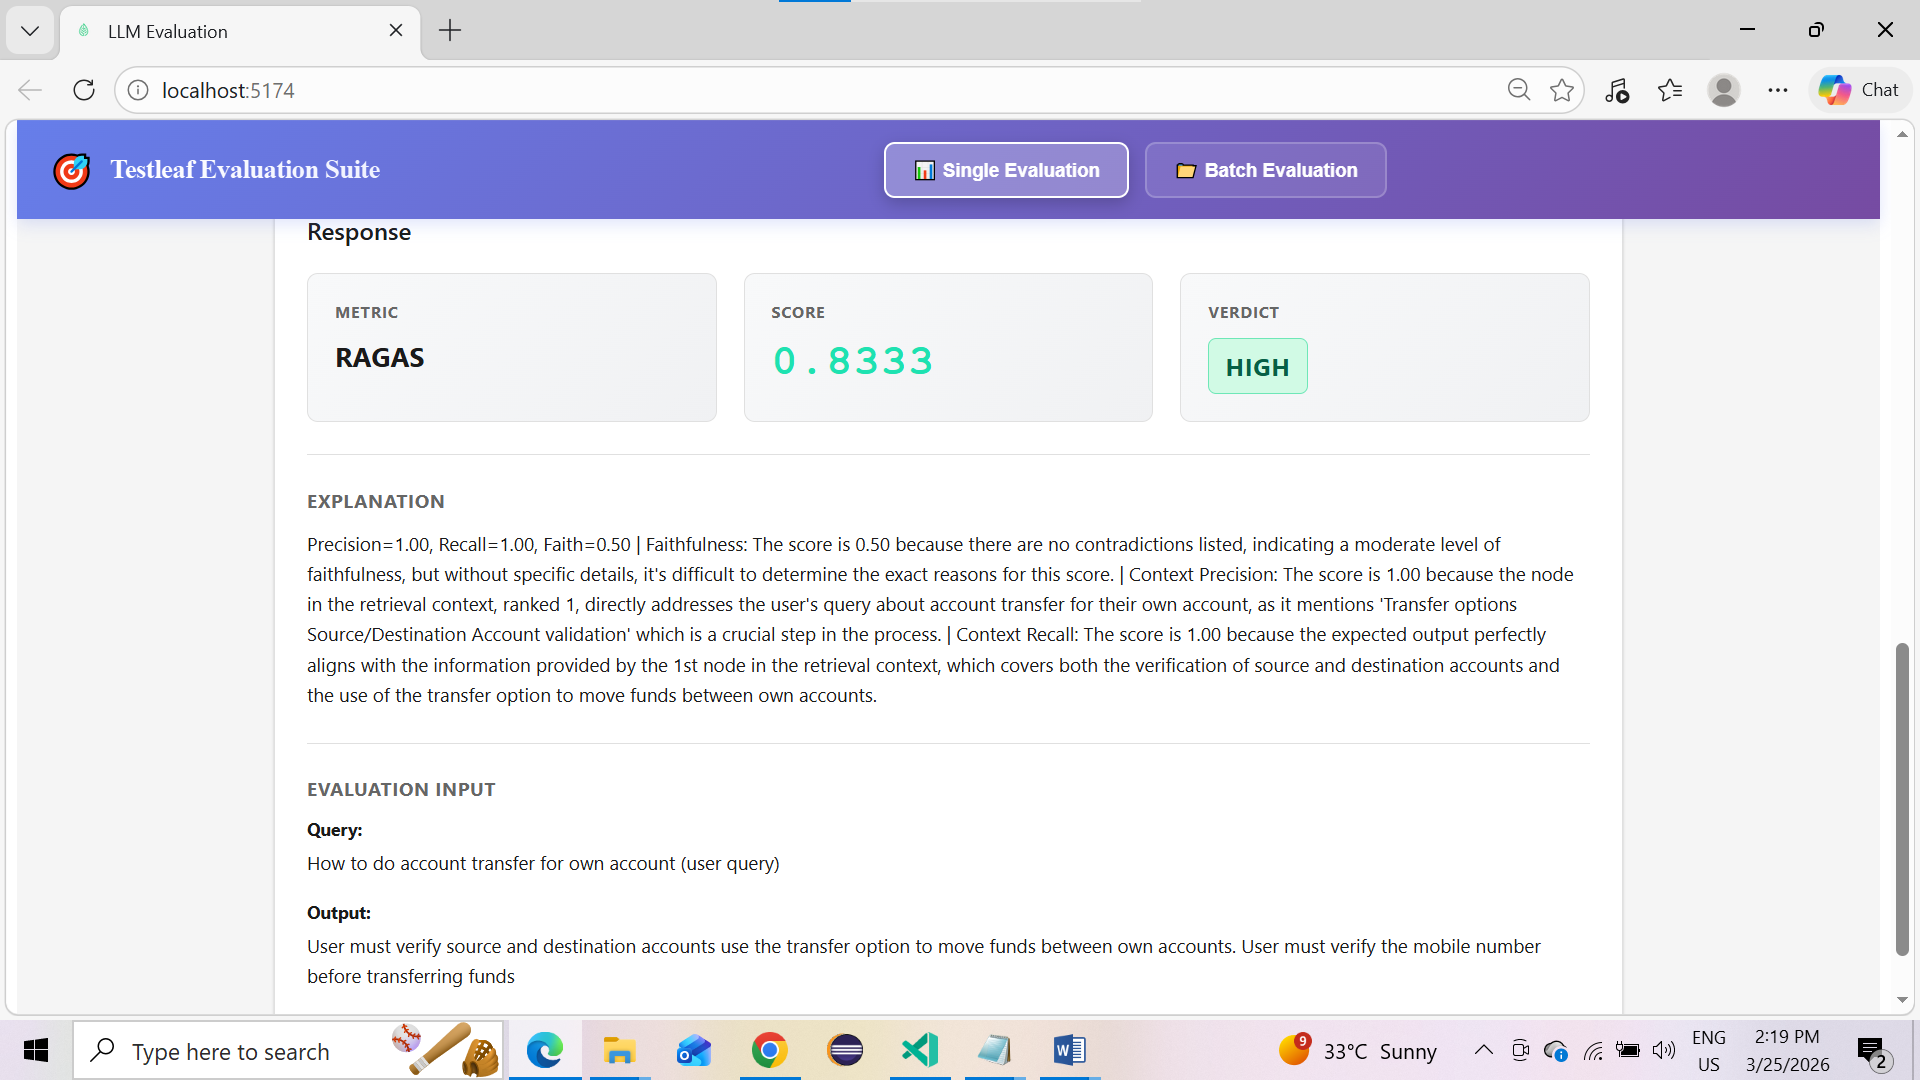 LLM Evaluation
localhost:5174
Chat
Testleaf Evaluation Suite
Single Evaluation
Batch Evaluation
Response
METRIC
RAGAS
SCORE
0.8333
VERDICT
HIGH
EXPLANATION
Precision=1.00, Recall=1.00, Faith=0.50 | Faithfulness: The score is 0.50 because there are no contradictions listed, indicating a moderate level of
faithfulness, but without specific details, it's difficult to determine the exact reasons for this score. | Context Precision: The score is 1.00 because the node
in the retrieval context, ranked 1, directly addresses the user's query about account transfer for their own account, as it mentions 'Transfer options
Source/Destination Account validation' which is a crucial step in the process. | Context Recall: The score is 1.00 because the expected output perfectly
aligns with the information provided by the 1st node in the retrieval context, which covers both the verification of source and destination accounts and
the use of the transfer option to move funds between own accounts.
EVALUATION INPUT
Query:
How to do account transfer for own account (user query)
Output:
User must verify source and destination accounts use the transfer option to move funds between own accounts. User must verify the mobile number
before transferring funds
Type here to search
9
33°C Sunny
ENG
US
2:19 PM
3/25/2026
2